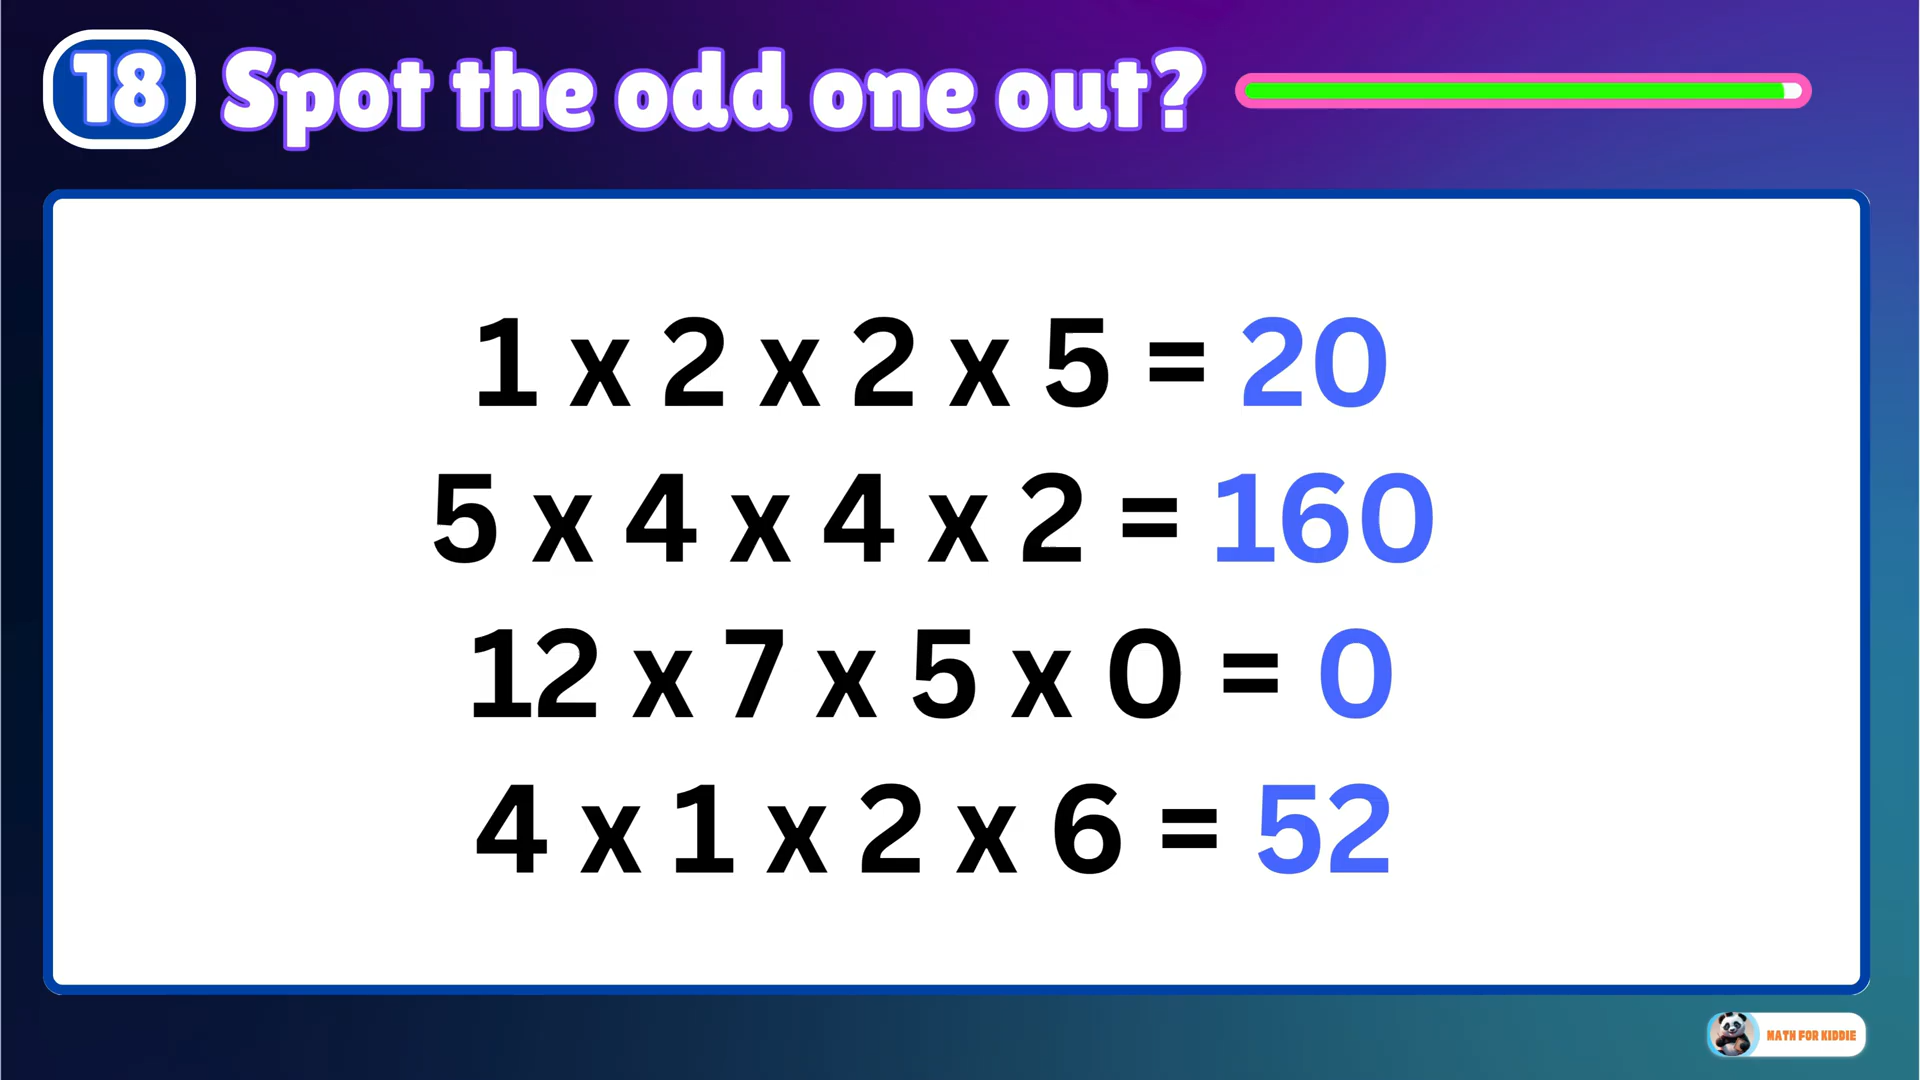 18 Spot the odd one out?
1 x 2 x 2 x 5 = 20
5 x 4 x 4 x 2 = 160
12 x 7 x 5 x 0 = 0
4 x 1 x 2 x 6 = 52
MATH FOR KIDDIE